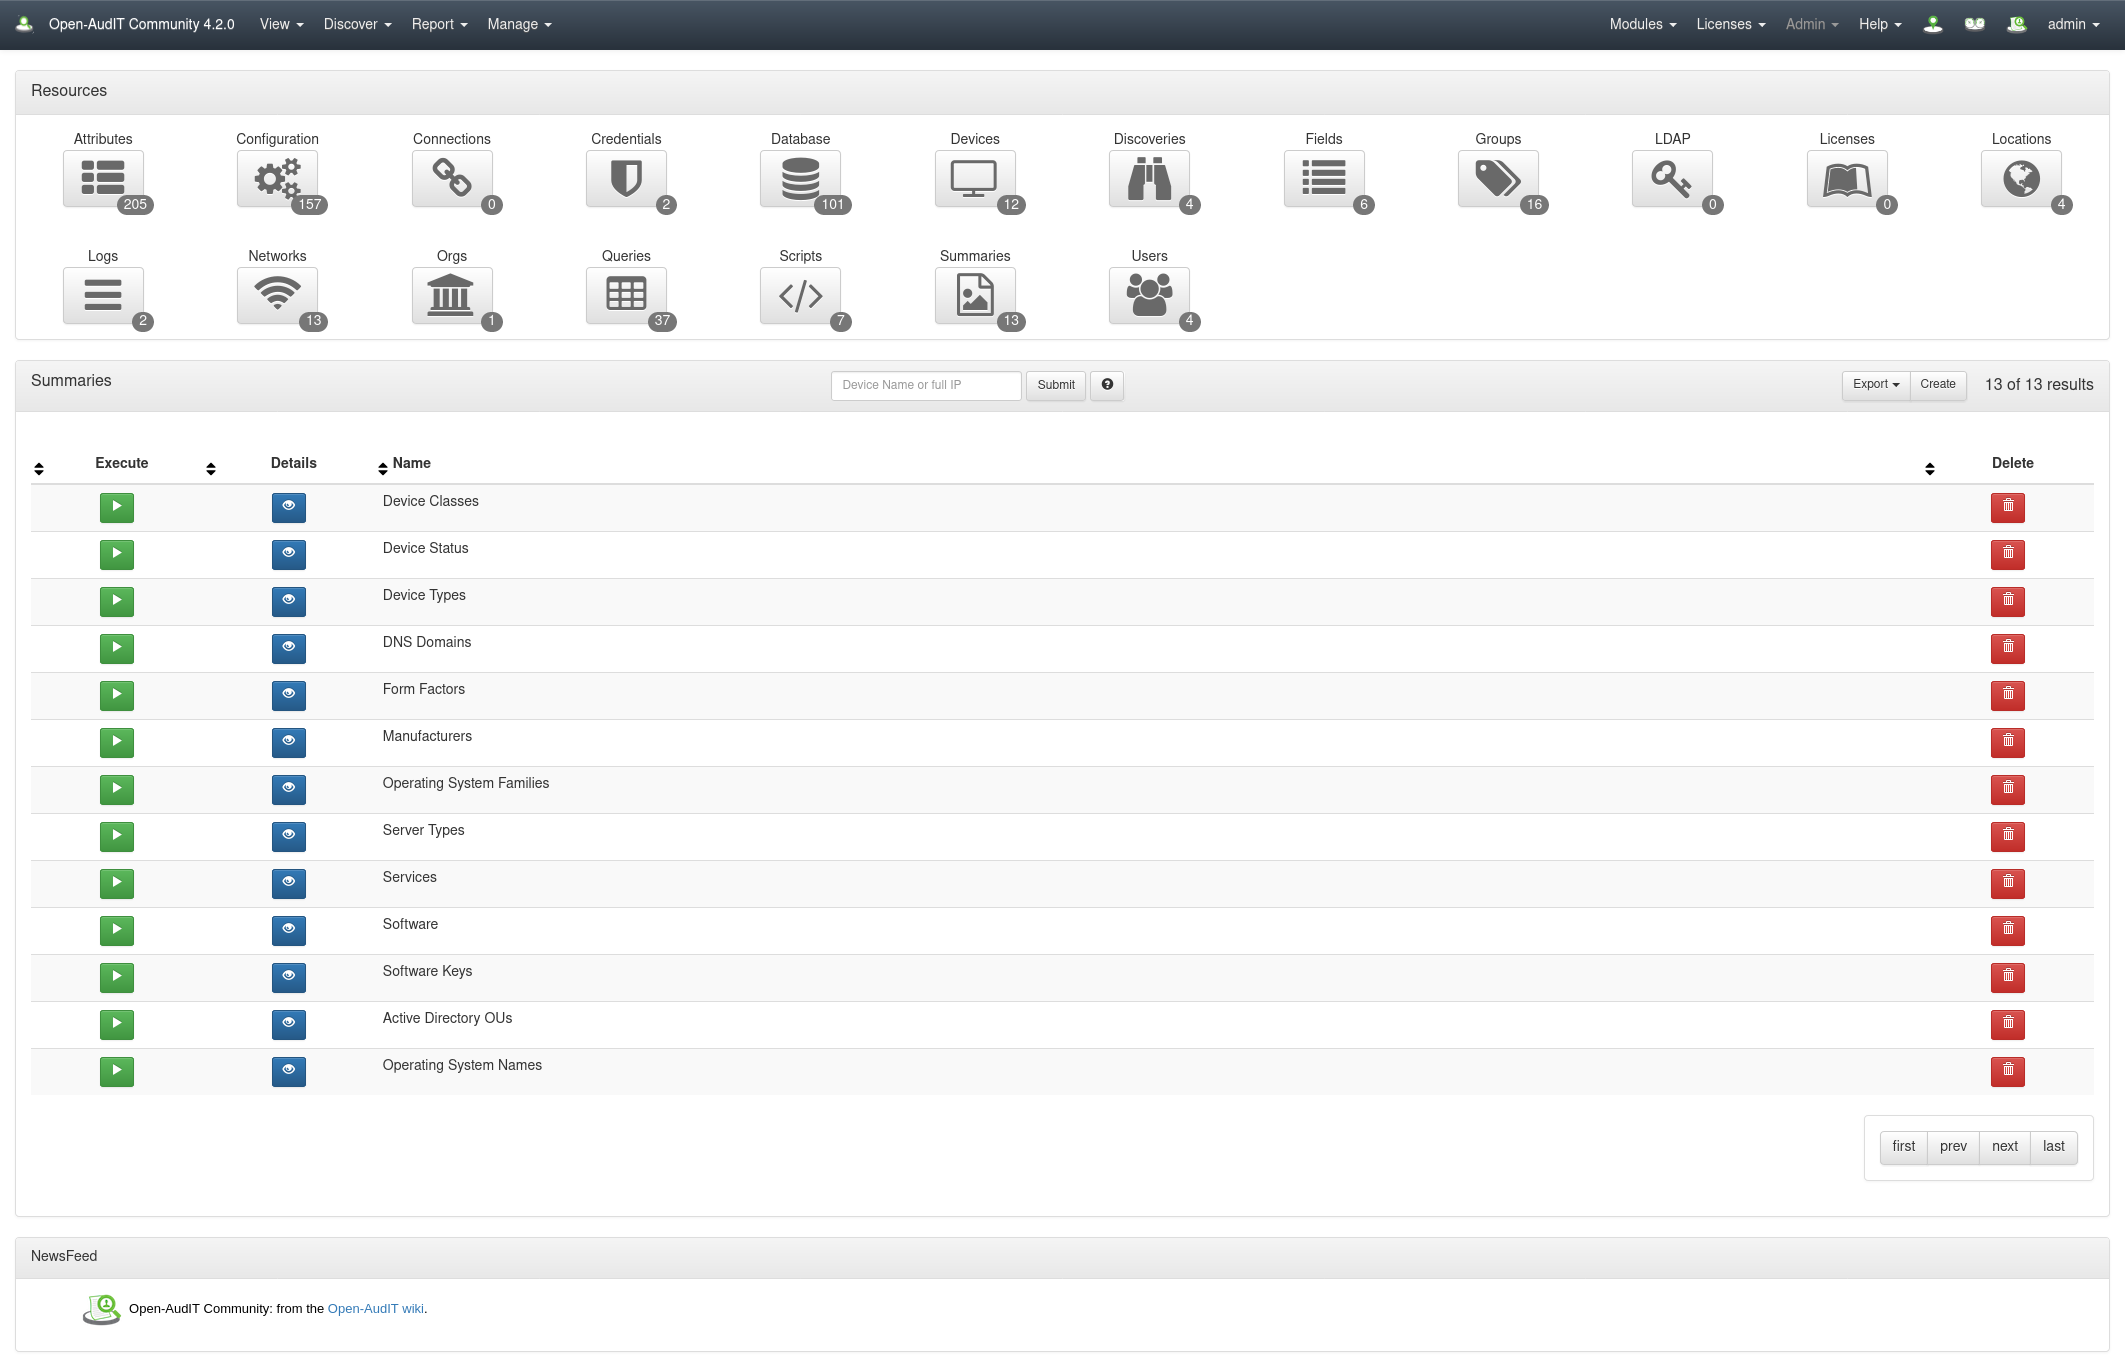 Open-AudIT Community 4.2.0 View Discover Report Manage Modules Licenses Admin Help admin
Resources
Attributes Configuration Connections Credentials Database Devices Discoveries Fields Groups LDAP Licenses Locations
205 157 0 2 101 12 4 6 16 0 0 4
Logs Networks Orgs Queries Scripts Summaries Users
2 13 1 37 7 13 4
Summaries Device Name or full IP Submit Export Create 13 of 13 results
Execute Details Name Delete
Device Classes
Device Status
Device Types
DNS Domains
Form Factors
Manufacturers
Operating System Families
Server Types
Services
Software
Software Keys
Active Directory OUs
Operating System Names
first prev next last
NewsFeed
Open-AudIT Community: from the Open-AudIT wiki.